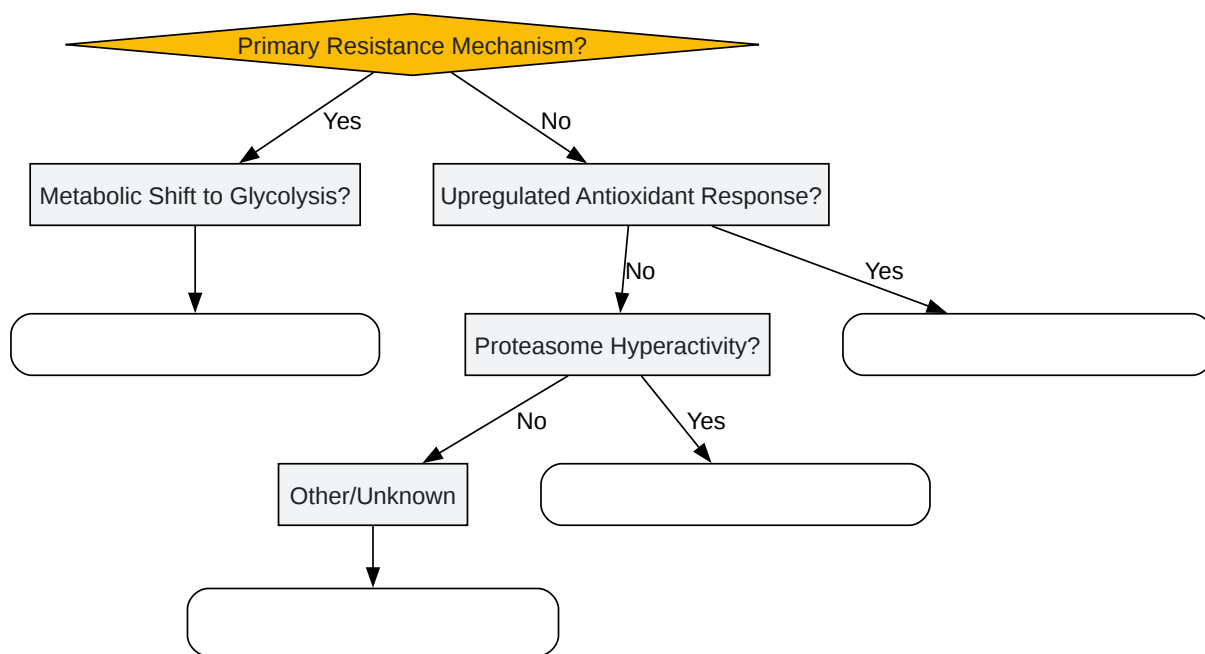 Primary Resistance Mechanism?
Yes
No
Metabolic Shift to Glycolysis?
Upregulated Antioxidant Response?
No
Yes
Proteasome Hyperactivity?
No
Yes
Other/Unknown